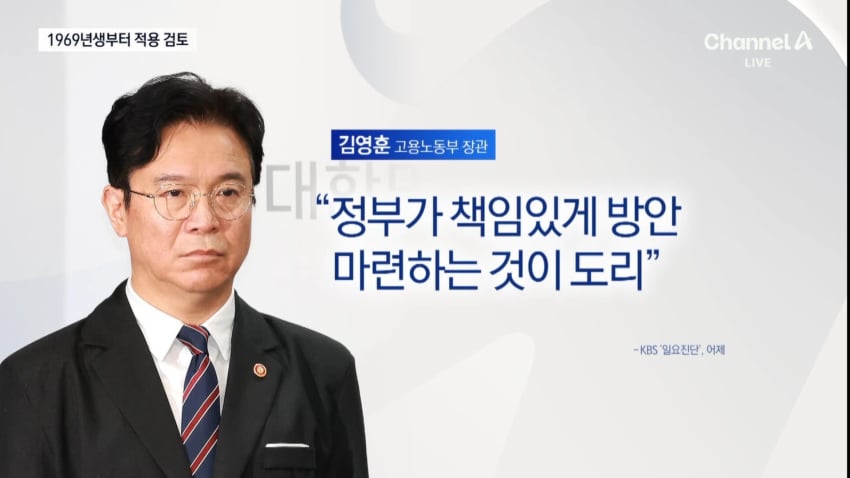 1969년생부터 적용 검토
Channel A
LIVE
김영훈 고용노동부 장관
대한
“정부가 책임있게 방안
마련하는 것이 도리”
- KBS ‘일요진단’, 어제